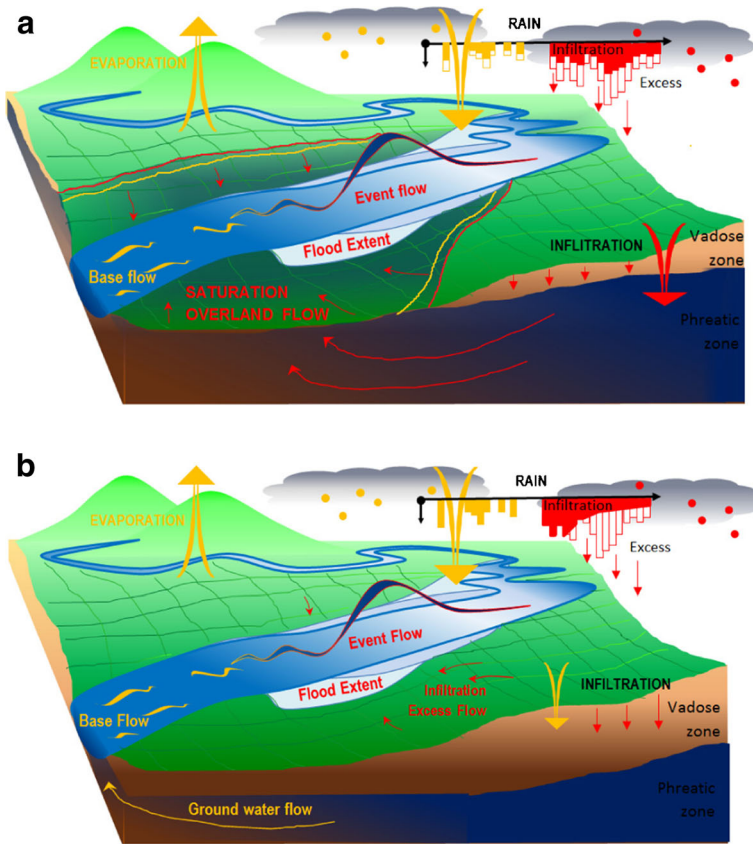 a
RAIN
EVAPORATION
Infiltration
Excess
Event flow
Flood Extent
INFLITRATION
Vadose
zone
Base flow
SATURATION
OVERLAND FLOW
Phreatic
zone
b
RAIN
EVAPORATION
Infiltration
Excess
Event Flow
Flood Extent
Infiltration
Excess Flow
INFILTRATION
Vadose
zone
Base Flow
Phreatic
zone
Ground water flow